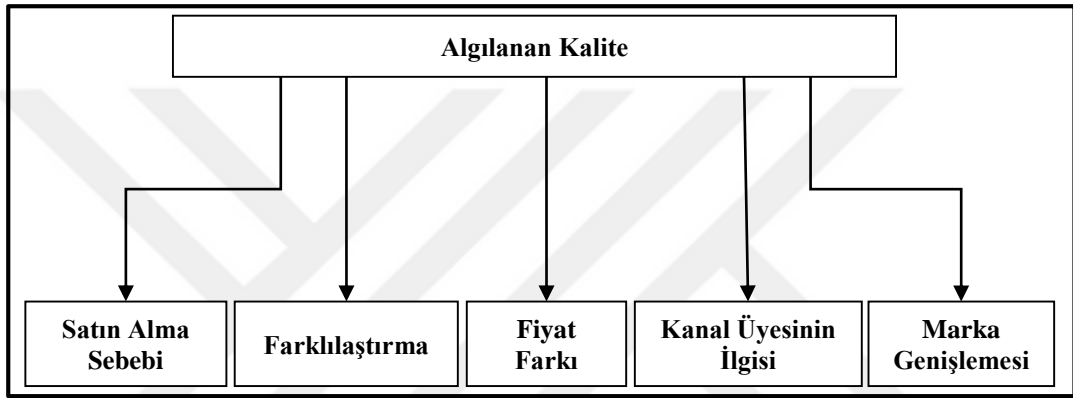 Algılanan Kalite
Satın Alma
Sebebi
Farklılaştırma
Fiyat
Farkı
Kanal Üyesinin
İlgisi
Marka
Genişlemesi